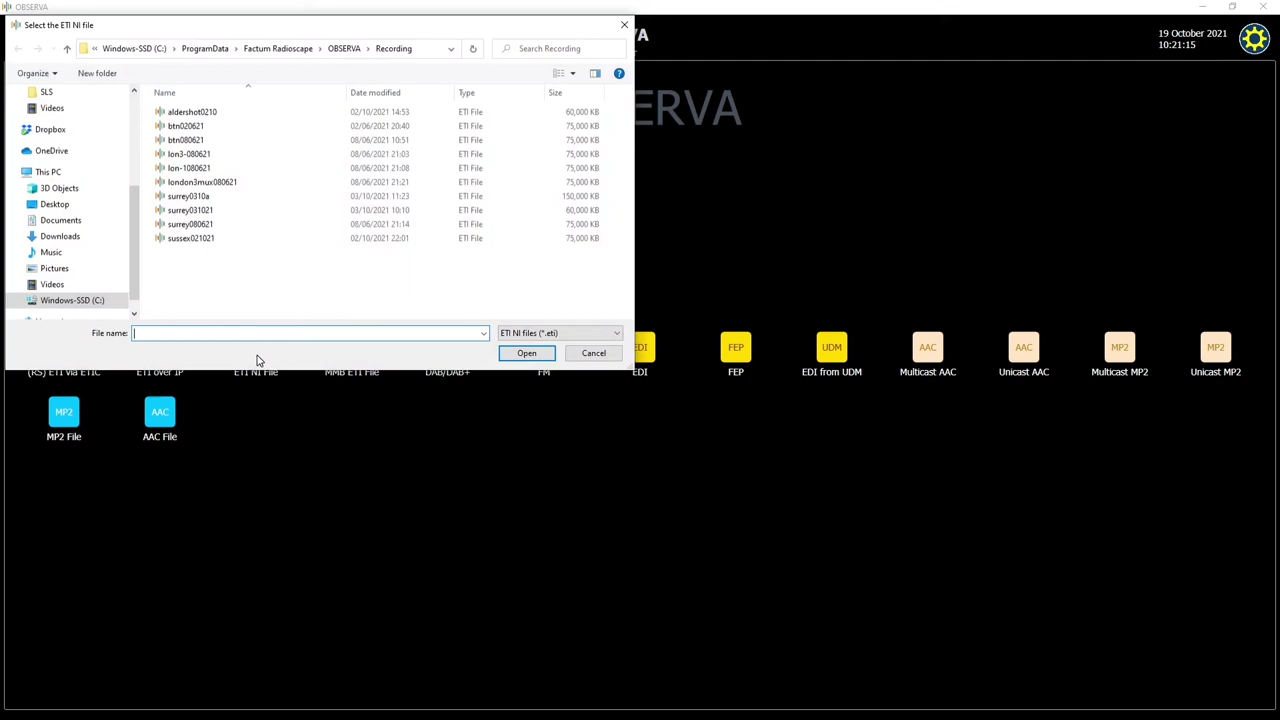 OBSERVA
Select the ETI NI file
« Windows-SSD (C:) > ProgramData > Factum Radioscape > OBSERVA > Recording
Search Recording
VA
19 October 2021
10:21:15
Organize
New folder
Name
Date modified
Type
Size
SLS
Videos
Dropbox
OneDrive
This PC
3D Objects
Desktop
Documents
Downloads
Music
Pictures
Videos
Windows-SSD (C:)
aldershot0210 02/10/2021 14:53 ETI File 60,000 KB
btn020621 02/06/2021 20:40 ETI File 75,000 KB
btn080621 08/06/2021 10:51 ETI File 75,000 KB
lon3-080621 08/06/2021 21:03 ETI File 75,000 KB
lon-1080621 08/06/2021 21:08 ETI File 75,000 KB
london3mux080621 08/06/2021 21:21 ETI File 75,000 KB
surrey0310a 03/10/2021 11:23 ETI File 150,000 KB
surrey031021 03/10/2021 10:10 ETI File 60,000 KB
surrey080621 08/06/2021 21:14 ETI File 75,000 KB
sussex021021 02/10/2021 22:01 ETI File 75,000 KB
ERVA
File name:
ETI NI files (*.eti)
Open
Cancel
EDI
FEP
UDM
AAC
AAC
MP2
MP2
(RS) ETI via ETIC
ETI over IP
ETI NI File
MMB ETI File
DAB/DAB+
FM
EDI
FEP
EDI from UDM
Multicast AAC
Unicast AAC
Multicast MP2
Unicast MP2
MP2
AAC
MP2 File
AAC File